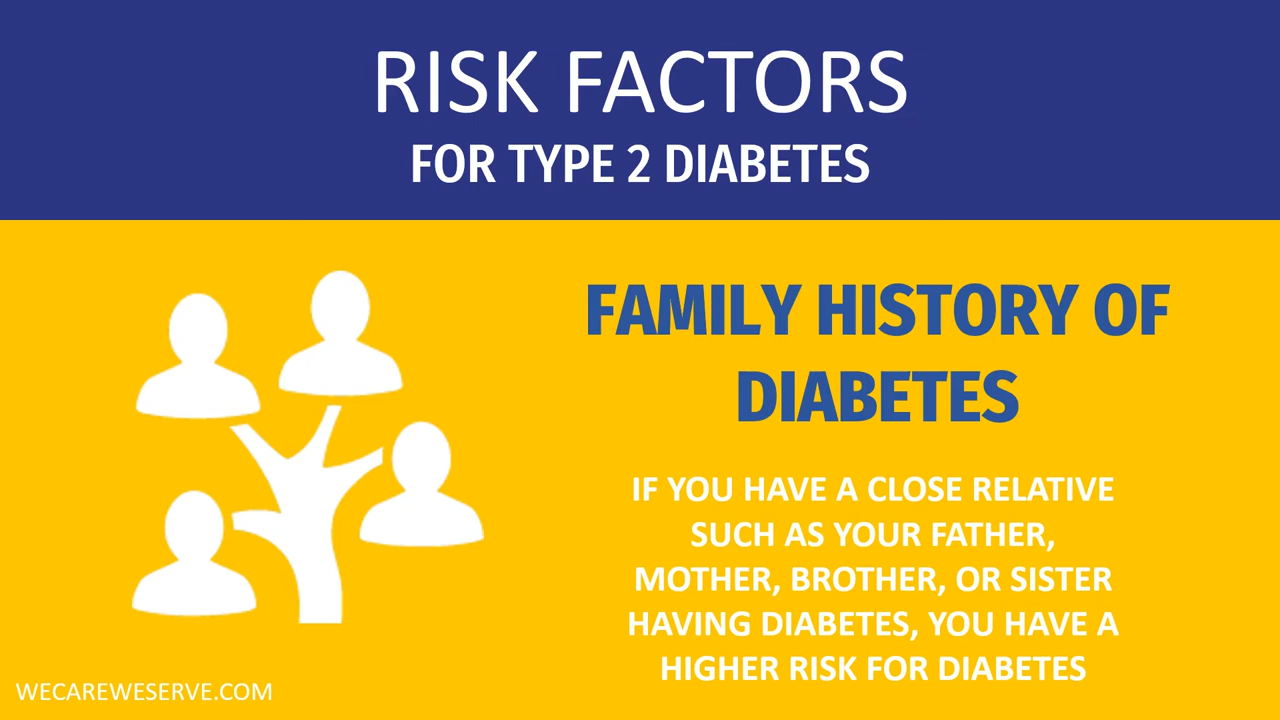 RISK FACTORS
FOR TYPE 2 DIABETES
FAMILY HISTORY OF
DIABETES
IF YOU HAVE A CLOSE RELATIVE
SUCH AS YOUR FATHER,
MOTHER, BROTHER, OR SISTER
HAVING DIABETES, YOU HAVE A
HIGHER RISK FOR DIABETES
WECAREWESERVE.COM